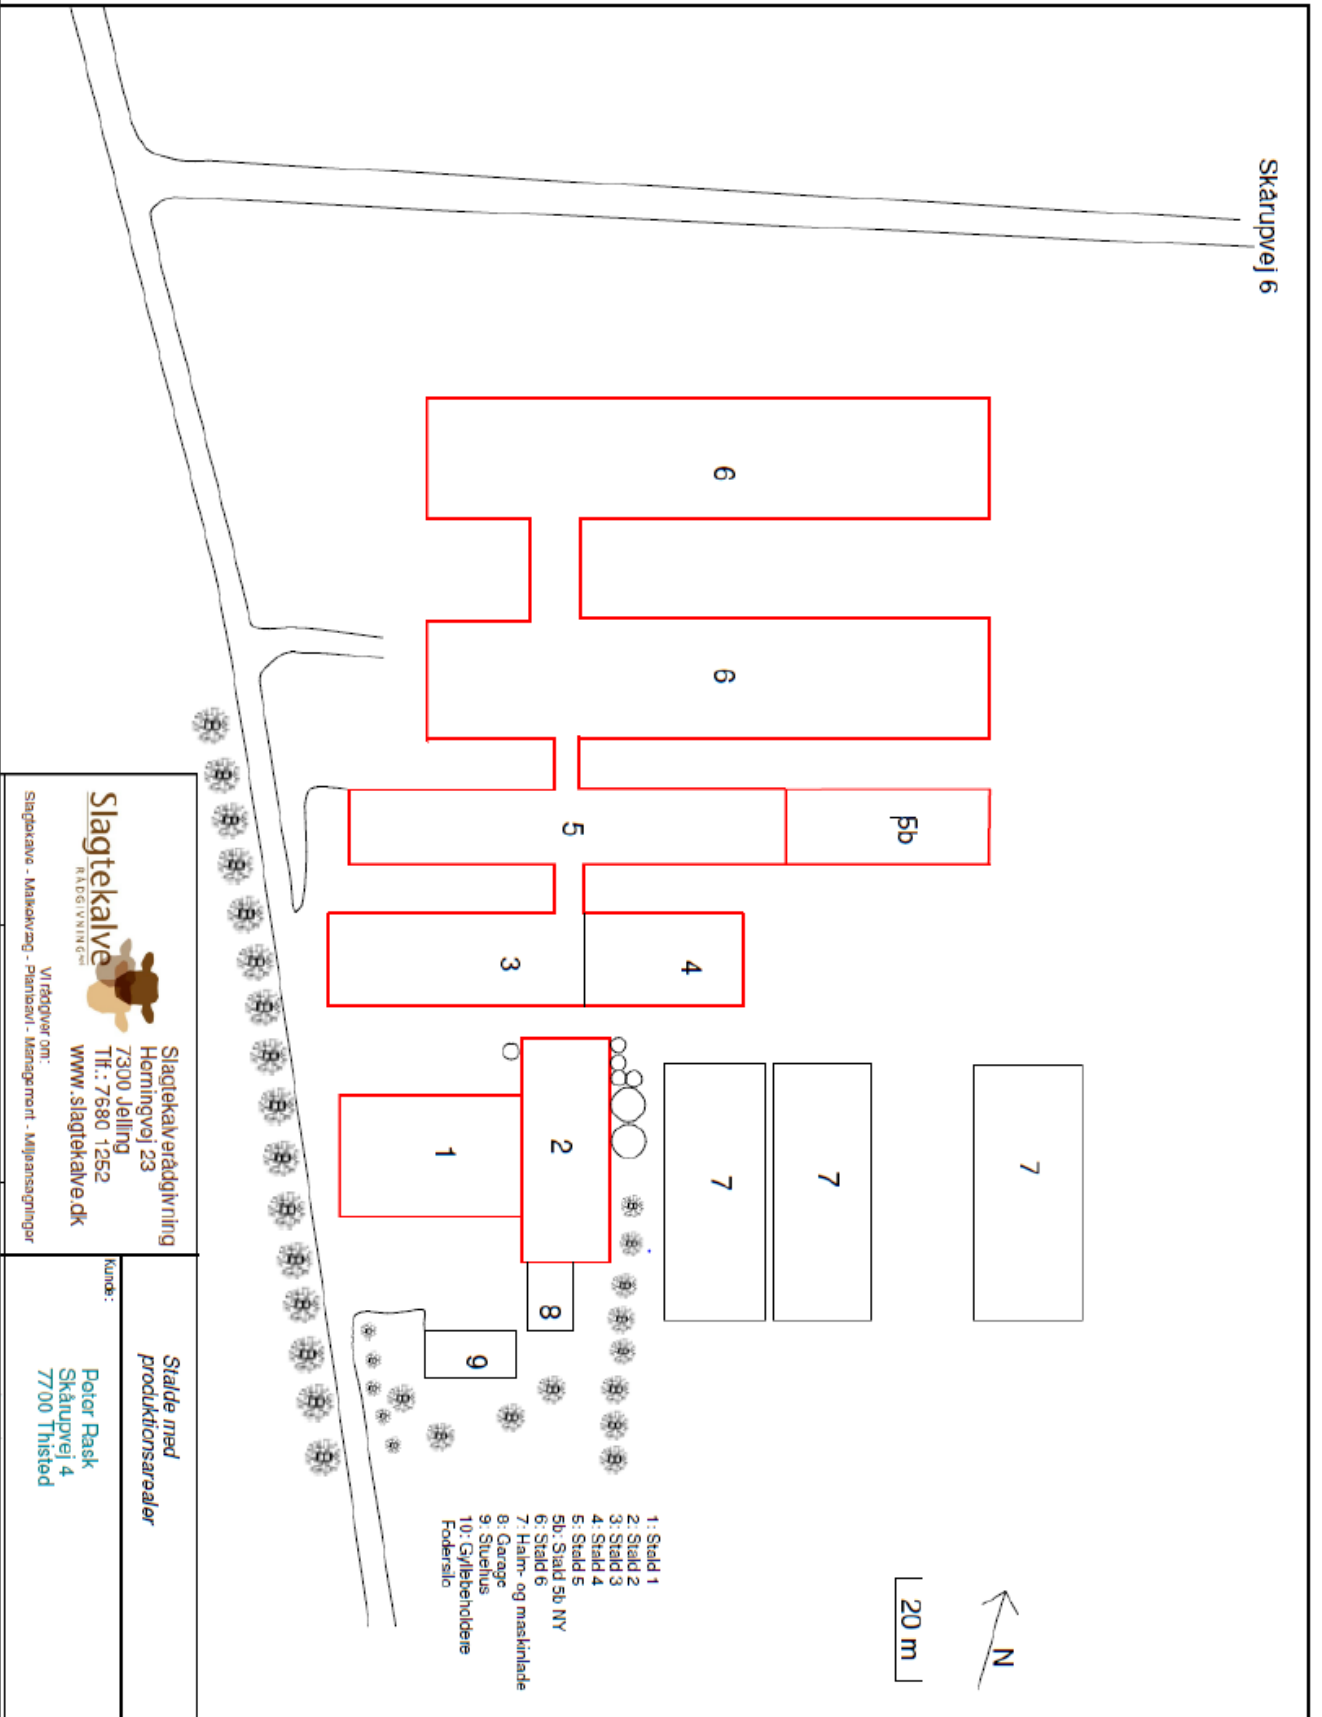 Skårupvej 6
6
6
5
5b
3
4
1
2
7
7
7
8
9
N
20 m
1: Stald 1
2: Stald 2
3: Stald 3
4: Stald 4
5: Stald 5
5b: Stald 5b NY
6: Stald 6
7: Halm- og maskinlade
8: Garage
9: Stuehus
10: Gyllebeholdere
Fodersilo
Slagtekalve
RÅDGIVNING
Slagtekalverådgivning
Herningvej 23
7300 Jelling
Tlf.: 7680 1252
www.slagtekalve.dk
Vi rådgiver om:
Slagtekalve - Malkekvæg - Planteavl - Management - Miljøansøgninger
Stalde med
produktionsarealer
Kunde:
Peter Rask
Skårupvej 4
7700 Thisted